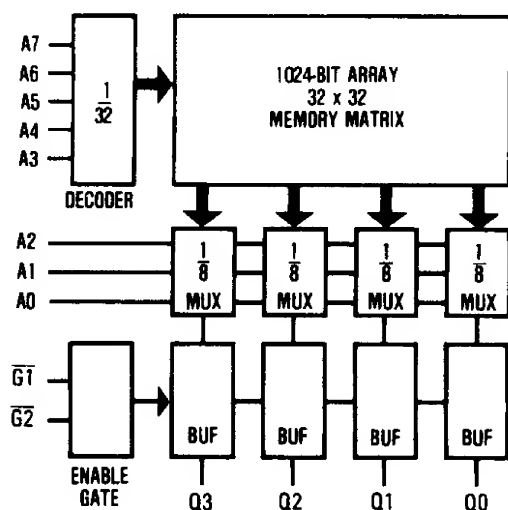 A7
A6
A5
A4
A3
1
32
DECODER
1024-BIT ARRAY
32 x 32
MEMORY MATRIX
A2
A1
A0
1
8
MUX
1
8
MUX
1
8
MUX
1
8
MUX
G1
G2
ENABLE
GATE
BUF
BUF
BUF
BUF
Q3
Q2
Q1
Q0